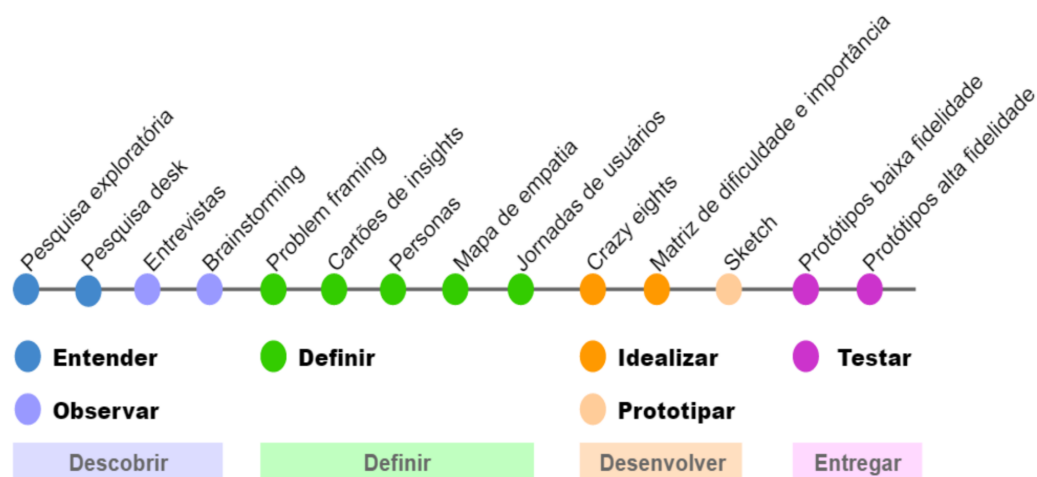 Pesquisa exploratória
Pesquisa desk
Entrevistas
Brainstorming
Problem framing
Cartões de insights
Personas
Mapa de empatia
Jornadas de usuários
Crazy eights
Matriz de dificuldade e importância
Sketch
Protótipos baixa fidelidade
Protótipos alta fidelidade
Entender
Observar
Definir
Idealizar
Prototipar
Testar
Descobrir
Definir
Desenvolver
Entregar